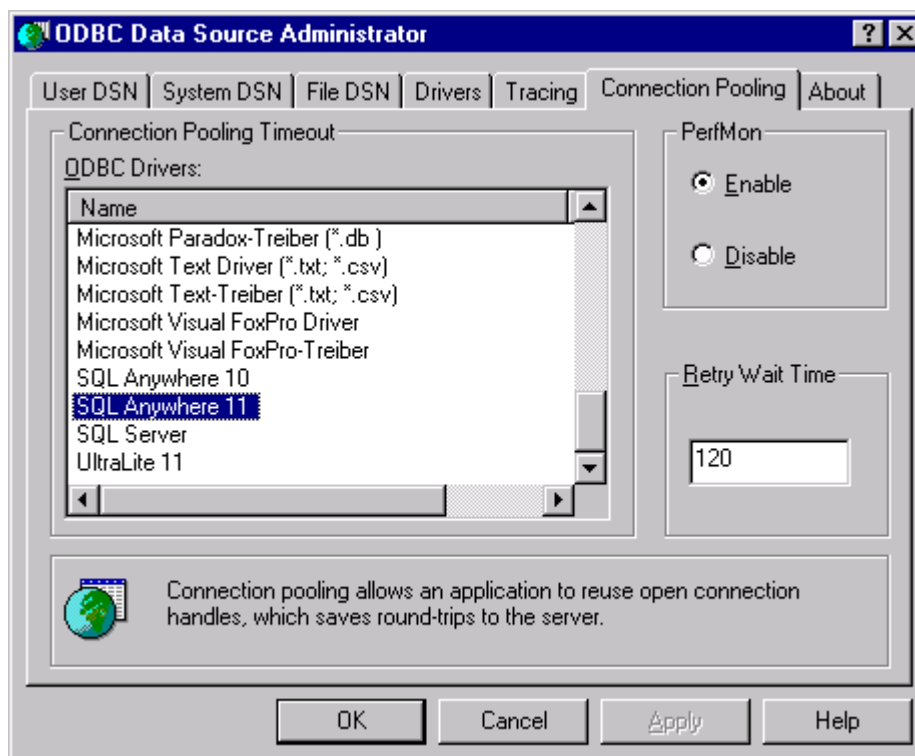 ODBC Data Source Administrator
User DSN
System DSN
File DSN
Drivers
Tracing
Connection Pooling
About
Connection Pooling Timeout
ODBC Drivers:
Name
Microsoft Paradox-Treiber (*.db )
Microsoft Text Driver (*.txt; *.csv)
Microsoft Text-Treiber (*.txt; *.csv)
Microsoft Visual FoxPro Driver
Microsoft Visual FoxPro-Treiber
SQL Anywhere 10
SQL Anywhere 11
SQL Server
UltraLite 11
PerfMon
Enable
Disable
Retry Wait Time
120
Connection pooling allows an application to reuse open connection
handles, which saves round-trips to the server.
OK
Cancel
Apply
Help